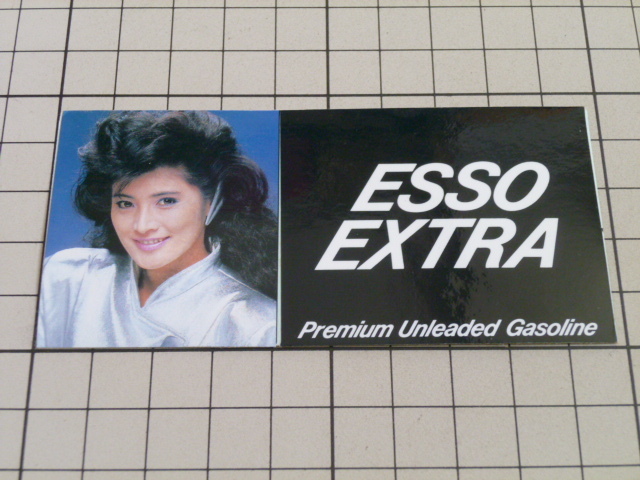 ESSO
EXTRA
Premium Unleaded Gasoline